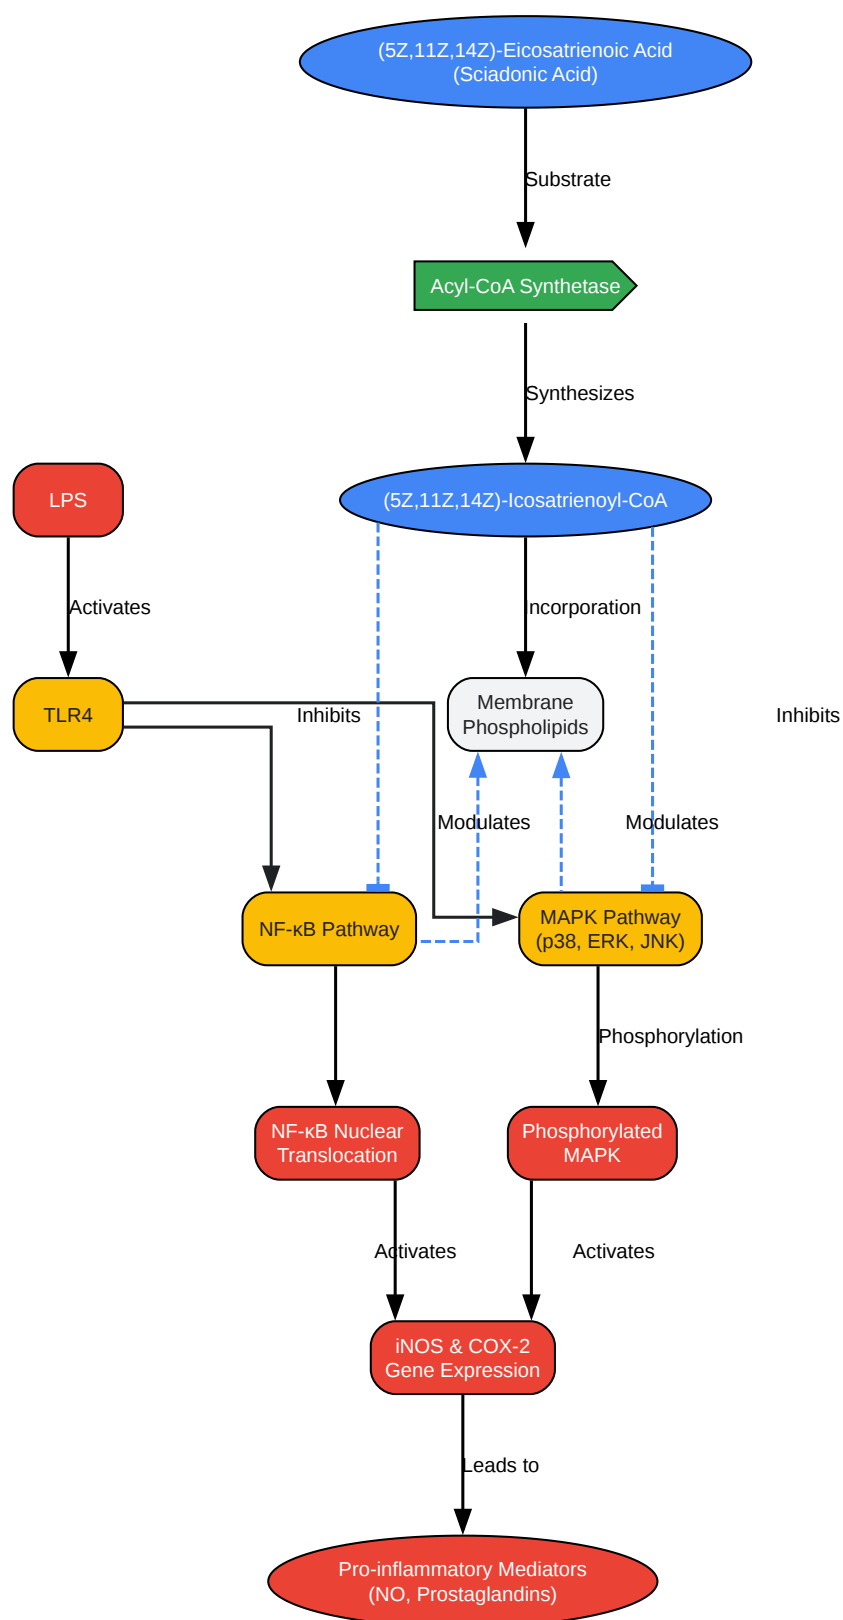 (5Z,11Z,14Z)-Eicosatrienoic Acid
(Sciadonic Acid)
Substrate
Acyl-CoA Synthetase
Synthesizes
LPS
(5Z,11Z,14Z)-Icosatrienoyl-CoA
Activates
Incorporation
TLR4
Inhibits
Membrane
Phospholipids
Inhibits
Modulates
Modulates
NF-κB Pathway
MAPK Pathway
(p38, ERK, JNK)
Phosphorylation
NF-κB Nuclear
Translocation
Phosphorylated
MAPK
Activates
Activates
iNOS & COX-2
Gene Expression
Leads to
Pro-inflammatory Mediators
(NO, Prostaglandins)